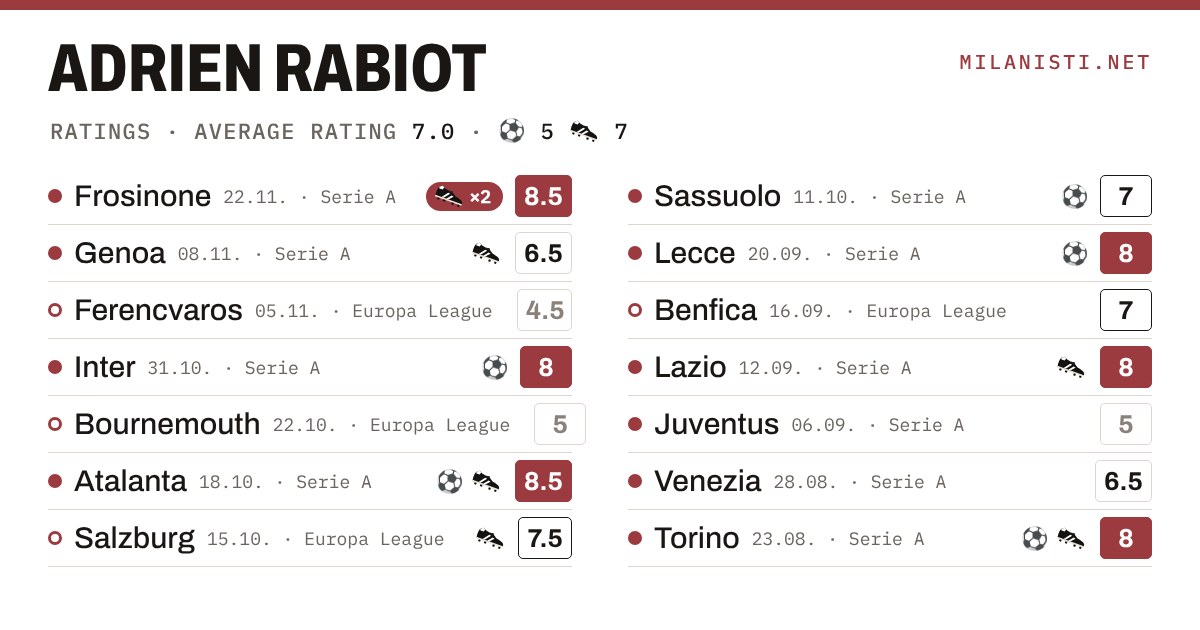 ADRIEN RABIOT
MILANISTI.NET
RATINGS · AVERAGE RATING 7.0 · ⚽ 5 👟 7
Frosinone 22.11. · Serie A ×2 8.5
Genoa 08.11. · Serie A 6.5
Ferencvaros 05.11. · Europa League 4.5
Inter 31.10. · Serie A 8
Bournemouth 22.10. · Europa League 5
Atalanta 18.10. · Serie A 8.5
Salzburg 15.10. · Europa League 7.5
Sassuolo 11.10. · Serie A 7
Lecce 20.09. · Serie A 8
Benfica 16.09. · Europa League 7
Lazio 12.09. · Serie A 8
Juventus 06.09. · Serie A 5
Venezia 28.08. · Serie A 6.5
Torino 23.08. · Serie A 8